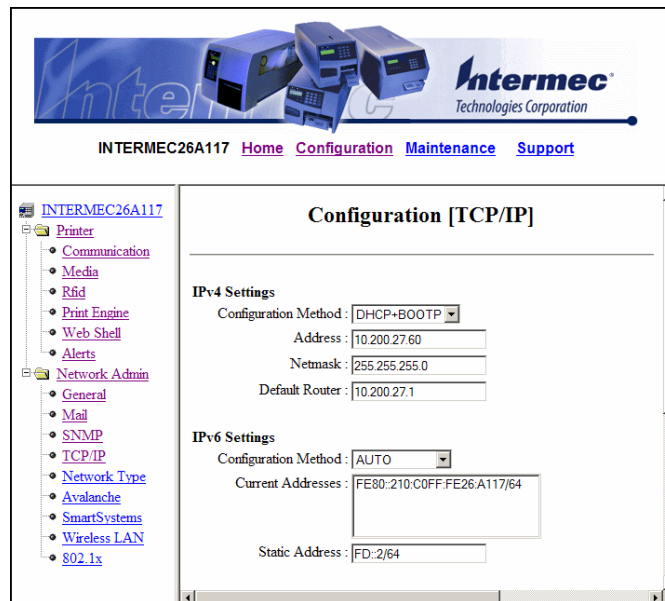 Intermec
Intermec
Technologies Corporation
INTERMEC26A117 Home Configuration Maintenance Support
INTERMEC26A117
Printer
Communication
Media
Rfid
Print Engine
Web Shell
Alerts
Network Admin
General
Mail
SNMP
TCP/IP
Network Type
Avalanche
SmartSystems
Wireless LAN
802.1x
Configuration [TCP/IP]
IPv4 Settings
Configuration Method : DHCP+BOOTP
Address : 10.200.27.60
Netmask : 255.255.255.0
Default Router : 10.200.27.1
IPv6 Settings
Configuration Method : AUTO
Current Addresses : FE80::210:C0FF:FE26:A117/64
Static Address : FD::2/64